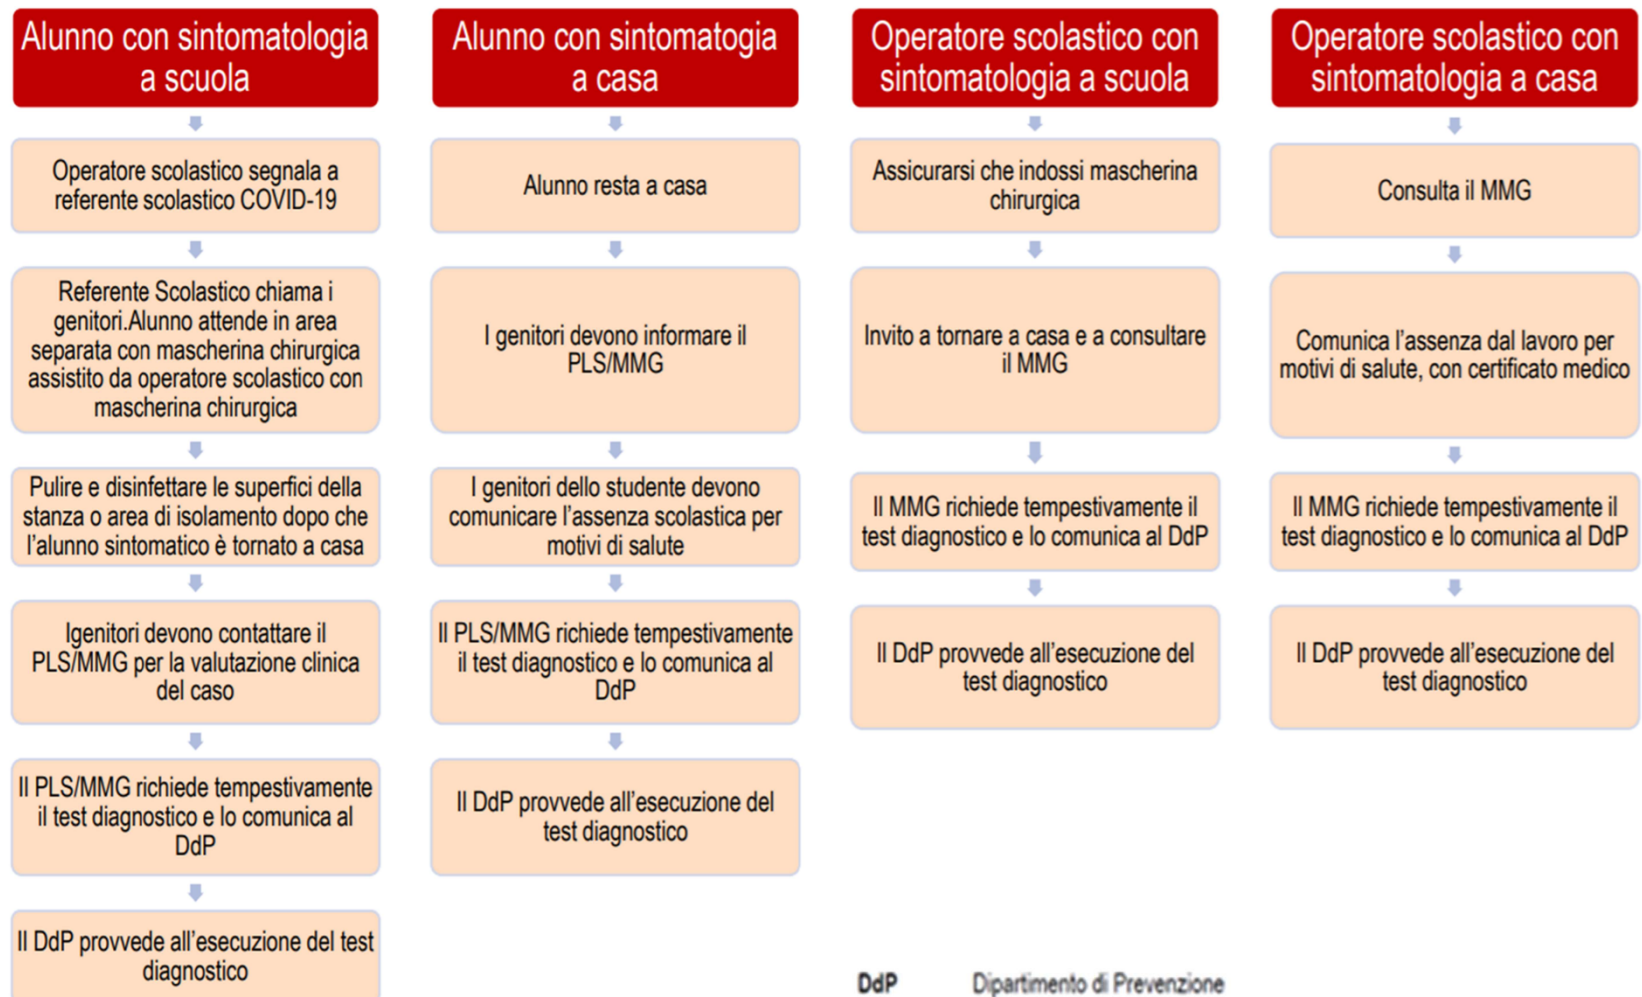 Alunno con sintomatologia
a scuola
Operatore scolastico segnala a
referente scolastico COVID-19
Referente Scolastico chiama i
genitori.Alunno attende in area
separata con mascherina chirurgica
assistito da operatore scolastico con
mascherina chirurgica
Pulire e disinfettare le superfici della
stanza o area di isolamento dopo che
l'alunno sintomatico è tornato a casa
Igenitori devono contattare il
PLS/MMG per la valutazione clinica
del caso
Il PLS/MMG richiede tempestivamente
il test diagnostico e lo comunica al
DdP
Il DdP provvede all'esecuzione del test
diagnostico
Alunno con sintomatogia
a casa
Alunno resta a casa
I genitori devono informare il
PLS/MMG
I genitori dello studente devono
comunicare l'assenza scolastica per
motivi di salute
Il PLS/MMG richiede tempestivamente
il test diagnostico e lo comunica al
DdP
Il DdP provvede all'esecuzione del
test diagnostico
Operatore scolastico con
sintomatologia a scuola
Assicurarsi che indossi mascherina
chirurgica
Invito a tornare a casa e a consultare
il MMG
Il MMG richiede tempestivamente il
test diagnostico e lo comunica al DdP
Il DdP provvede all'esecuzione del
test diagnostico
Operatore scolastico con
sintomatologia a casa
Consulta il MMG
Comunica l'assenza dal lavoro per
motivi di salute, con certificato medico
Il MMG richiede tempestivamente il
test diagnostico e lo comunica al DdP
Il DdP provvede all'esecuzione del
test diagnostico
DdP Dipartimento di Prevenzione